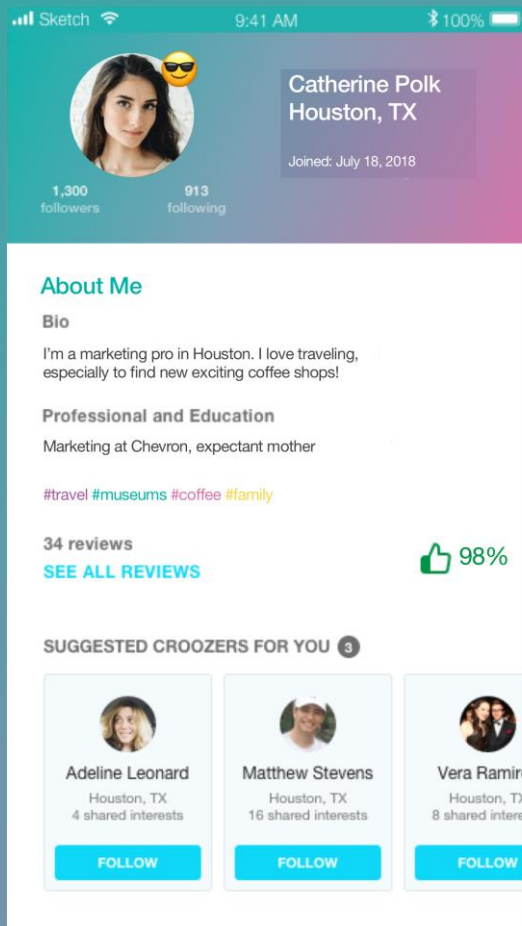 Sketch 9:41 AM 100%
Catherine Polk
Houston, TX
Joined: July 18, 2018
1,300 913
followers following
About Me
Bio
I'm a marketing pro in Houston. I love traveling,
especially to find new exciting coffee shops!
Professional and Education
Marketing at Chevron, expectant mother
#travel #museums #coffee #family
34 reviews
98%
SEE ALL REVIEWS
SUGGESTED CROOZERS FOR YOU 3
Adeline Leonard Matthew Stevens Vera
Houston, TX Houston, TX Houston,
4 shared interests 16 shared interests 8 shared
FOLLOW FOLLOW FOLLOW